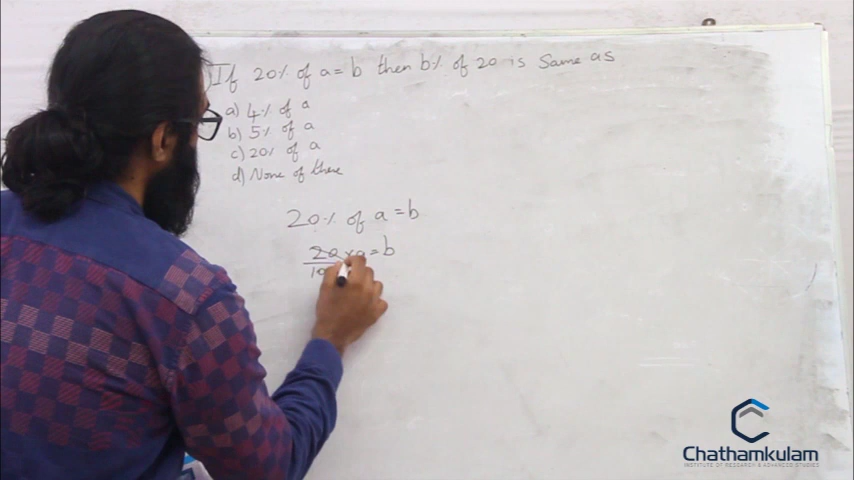 If 20% of a = b then b% of 20 is Same as
a) 4% of a
b) 5% of a
c) 20% of a
d) None of these
20% of a = b
20 × a = b
10
Chathamkulam
INSTITUTE OF RESEARCH & ADVANCED STUDIES